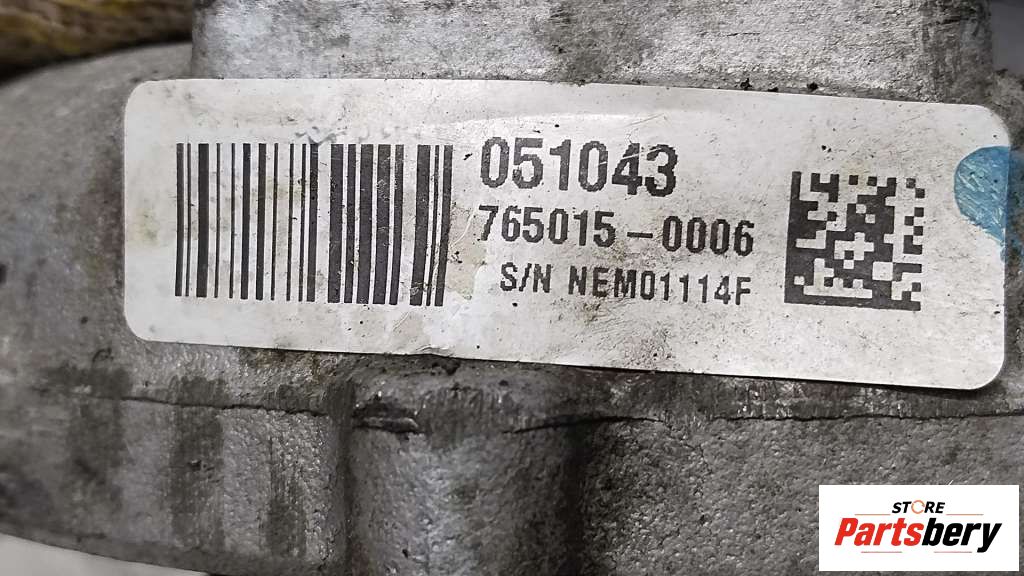 051043
765015-0006
S/N NEM01114F
STORE
Partsbery